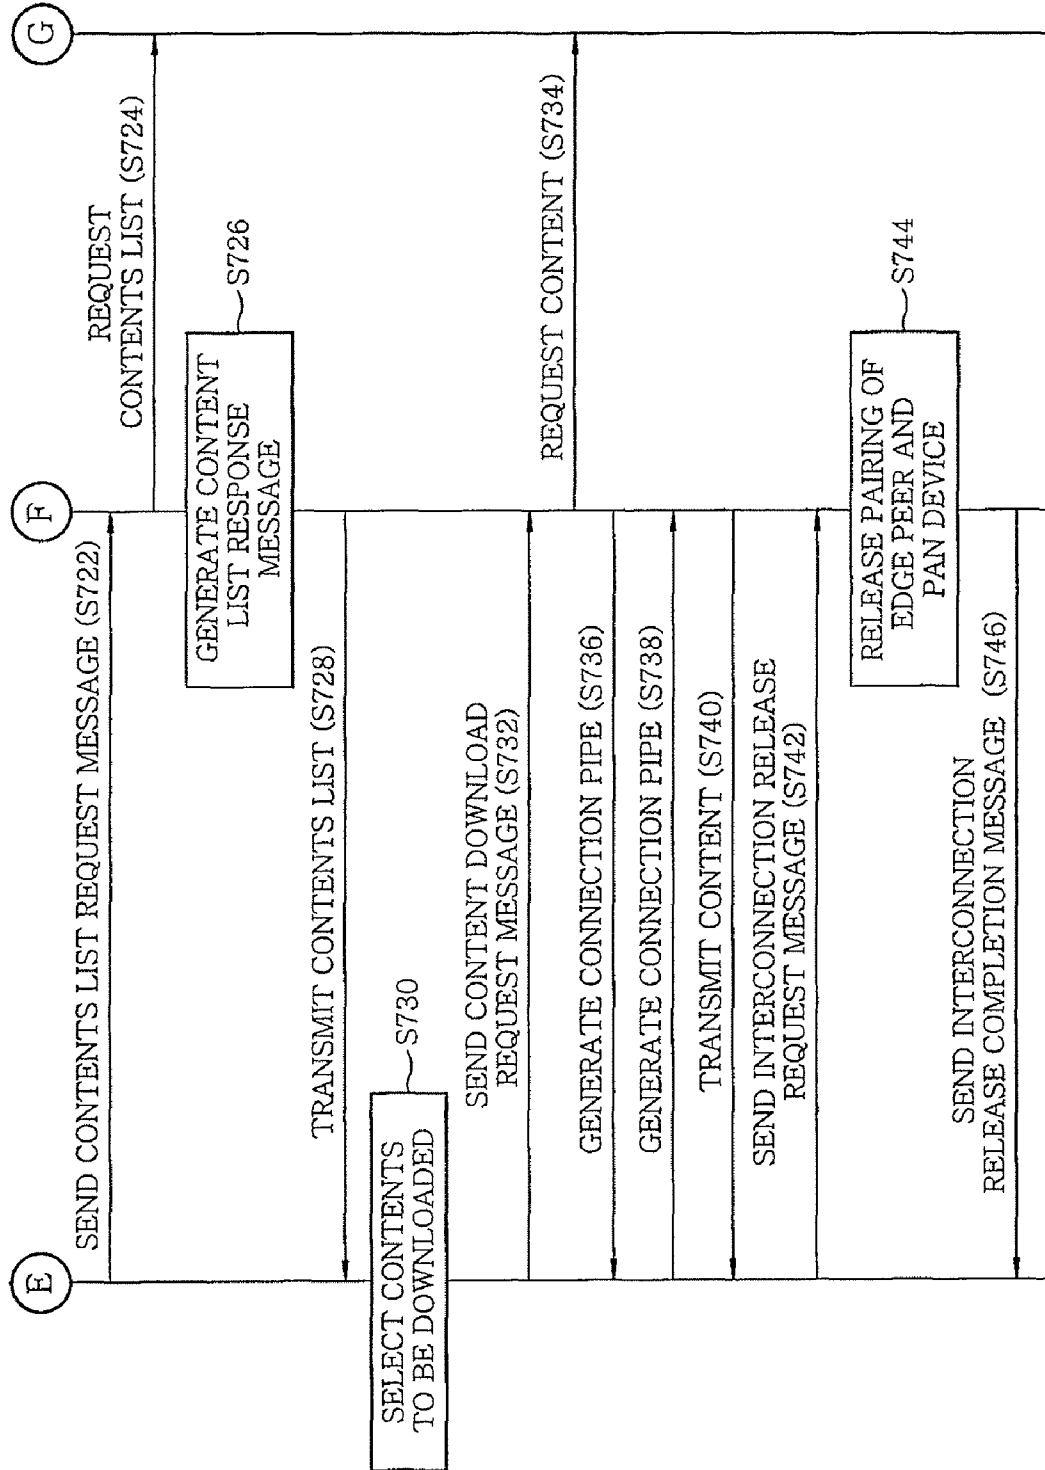 E
F
G
SEND CONTENTS LIST REQUEST MESSAGE (S722)
REQUEST
CONTENTS LIST (S724)
GENERATE CONTENT
LIST RESPONSE
MESSAGE
S726
TRANSMIT CONTENTS LIST (S728)
SELECT CONTENTS
TO BE DOWNLOADED
S730
SEND CONTENT DOWNLOAD
REQUEST MESSAGE (S732)
REQUEST CONTENT (S734)
GENERATE CONNECTION PIPE (S736)
GENERATE CONNECTION PIPE (S738)
TRANSMIT CONTENT (S740)
SEND INTERCONNECTION RELEASE
REQUEST MESSAGE (S742)
RELEASE PAIRING OF
EDGE PEER AND
PAN DEVICE
S744
SEND INTERCONNECTION
RELEASE COMPLETION MESSAGE (S746)